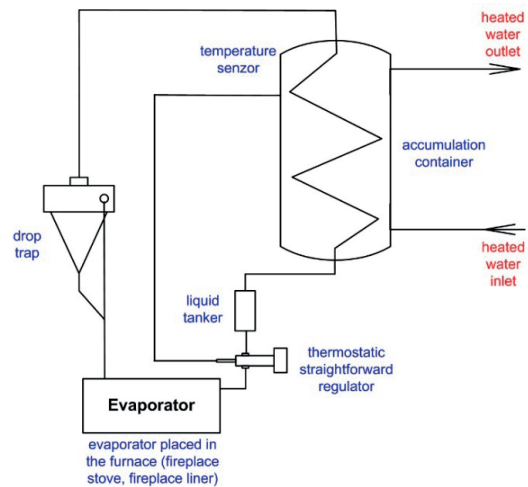 heated
water
outlet
temperature
senzor
accumulation
container
drop
trap
heated
water
inlet
liquid
tanker
thermostatic
straightforward
regulator
Evaporator
evaporator placed in
the furnace (fireplace
stove, fireplace liner)